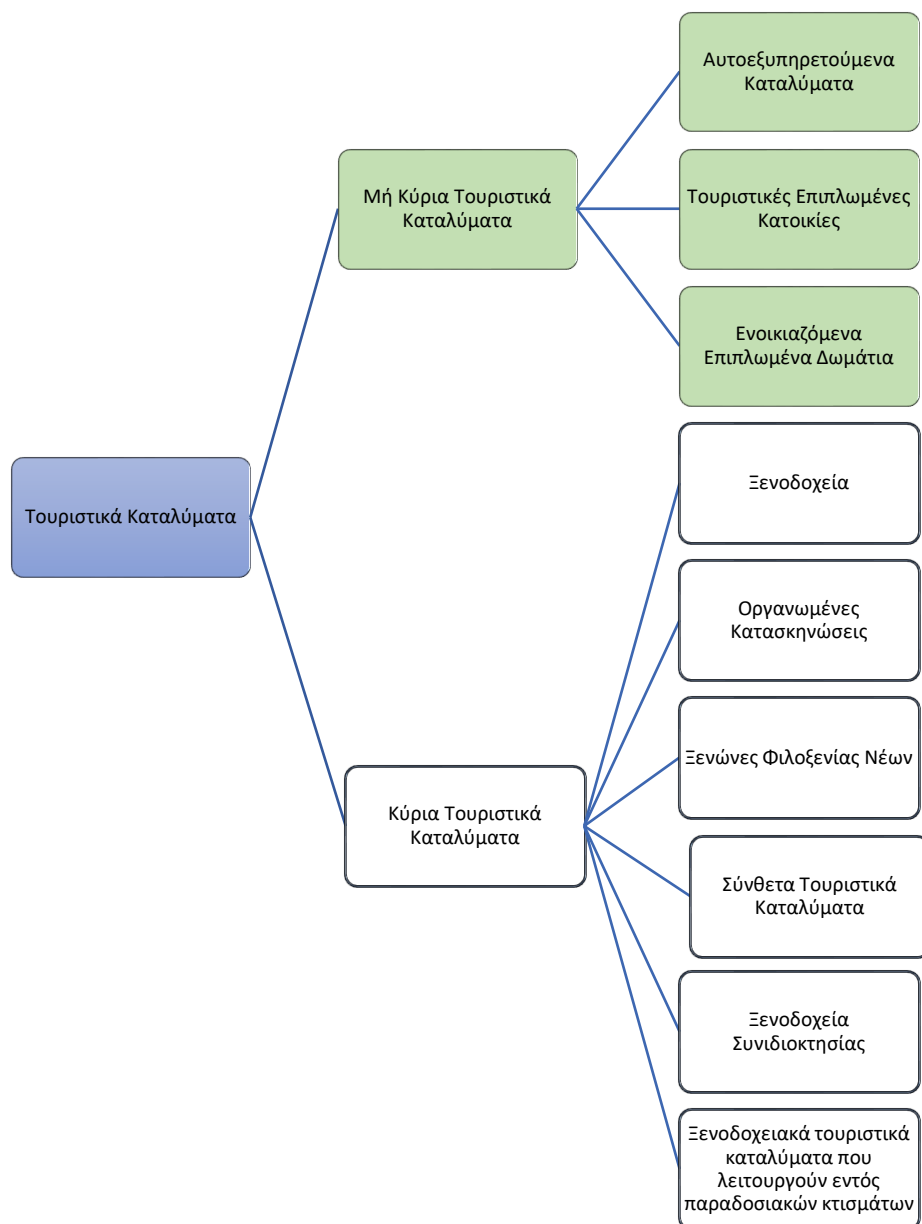 Αυτοεξυπηρετούμενα
Καταλύματα
Μή Κύρια Τουριστικά
Καταλύματα
Τουριστικές Επιπλωμένες
Κατοικίες
Ενοικιαζόμενα
Επιπλωμένα Δωμάτια
Τουριστικά Καταλύματα
Ξενοδοχεία
Οργανωμένες
Κατασκηνώσεις
Ξενώνες Φιλοξενίας Νέων
Κύρια Τουριστικά
Καταλύματα
Σύνθετα Τουριστικά
Καταλύματα
Ξενοδοχεία
Συνιδιοκτησίας
Ξενοδοχειακά τουριστικά
καταλύματα που
λειτουργούν εντός
παραδοσιακών κτισμάτων